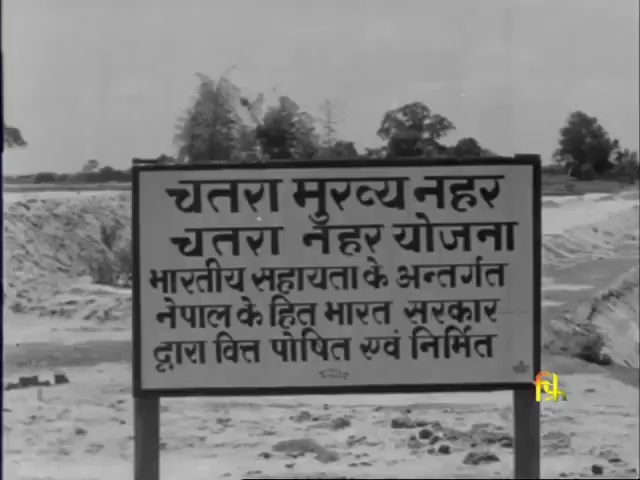 चतरा मुख्य नहर
चतरा नहर योजना
भारतीय सहायता के अन्तर्गत
नेपाल के हित भारत सरकार
द्वारा वित्त पोषित एवं निर्मित